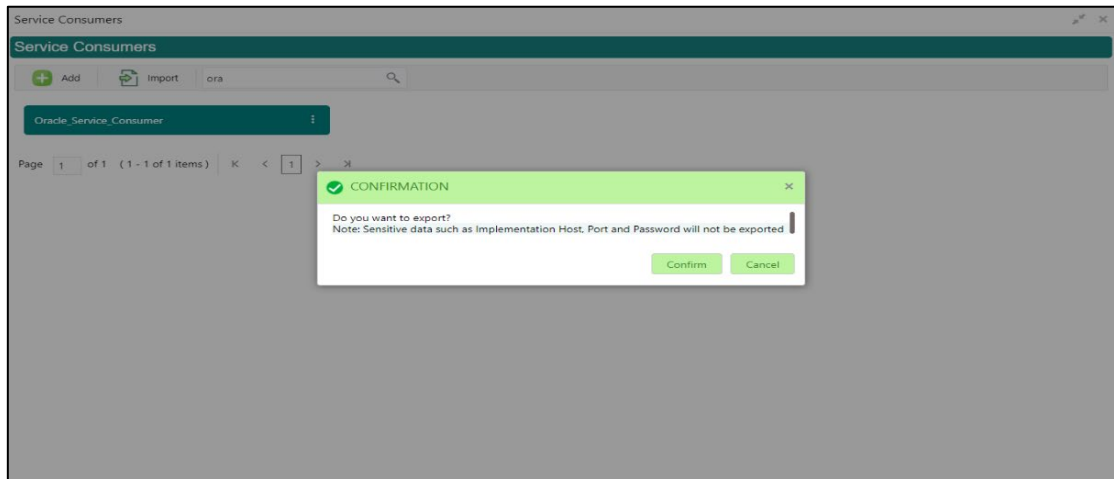 Service Consumers
Service Consumers
Add Import ora
Oracle_Service_Consumer
Page 1 of 1 ( 1 - 1 of 1 items ) K < 1 > >|
CONFIRMATION
Do you want to export?
Note: Sensitive data such as Implementation Host, Port and Password will not be exported
Confirm Cancel